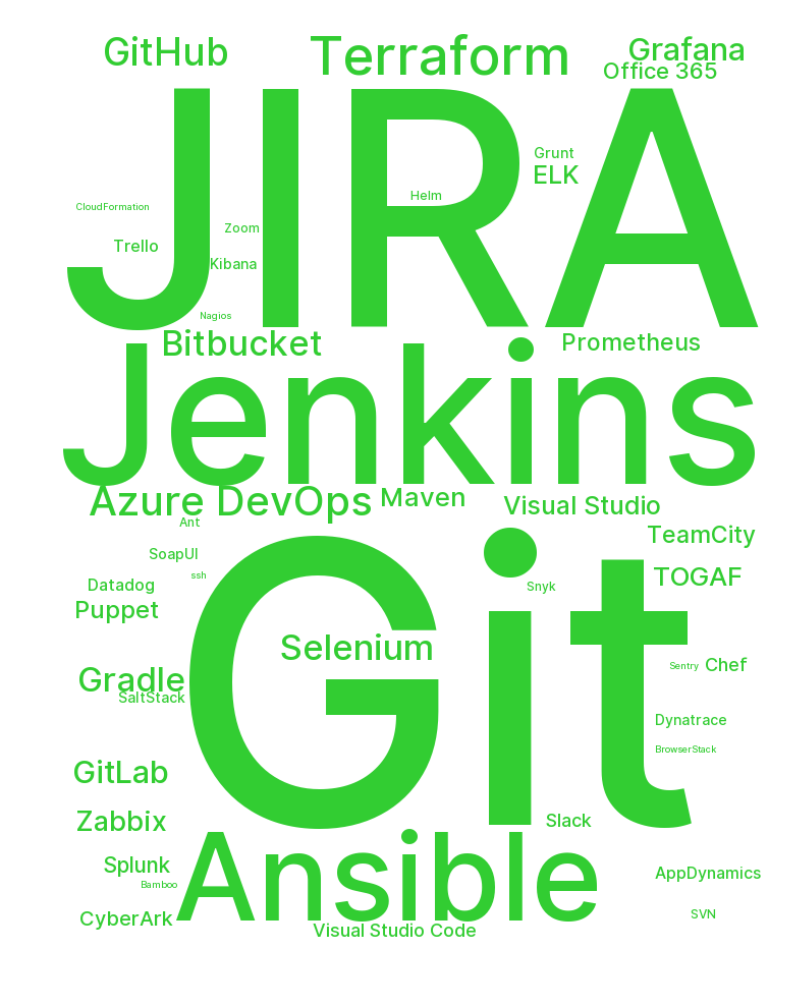 GitHub
Terraform
Grafana
Office 365
JIRA
Grunt
ELK
Helm
CloudFormation
Zoom
Trello
Kibana
Nagios
Bitbucket
Prometheus
Jenkins
Azure DevOps
Maven
Visual Studio
Ant
TeamCity
SoapUI
ssh
TOGAF
Datadog
Snyk
Puppet
Git
Selenium
Sentry
Chef
Gradle
SaltStack
Dynatrace
BrowserStack
GitLab
Zabbix
Slack
Ansible
Splunk
AppDynamics
Bamboo
SVN
CyberArk
Visual Studio Code